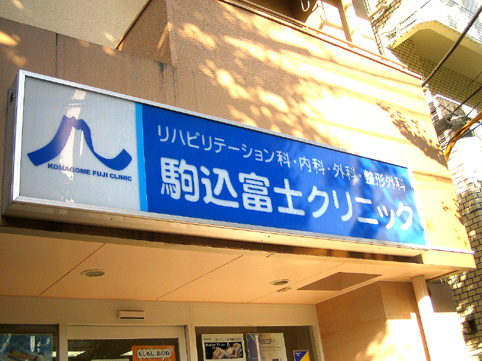 KOMAGOME FUJI CLINIC
リハビリテーション科・内科・外科・整形外科
駒込富士クリニック